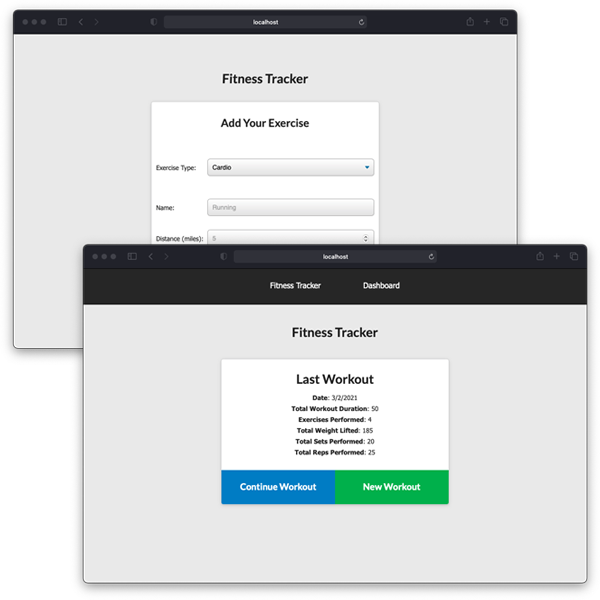 localhost
Fitness Tracker
Add Your Exercise
Exercise Type: Cardio
Name: Running
Distance (miles): 5
localhost
Fitness Tracker Dashboard
Fitness Tracker
Last Workout
Date: 3/2/2021
Total Workout Duration: 50
Exercises Performed: 4
Total Weight Lifted: 185
Total Sets Performed: 20
Total Reps Performed: 25
Continue Workout New Workout